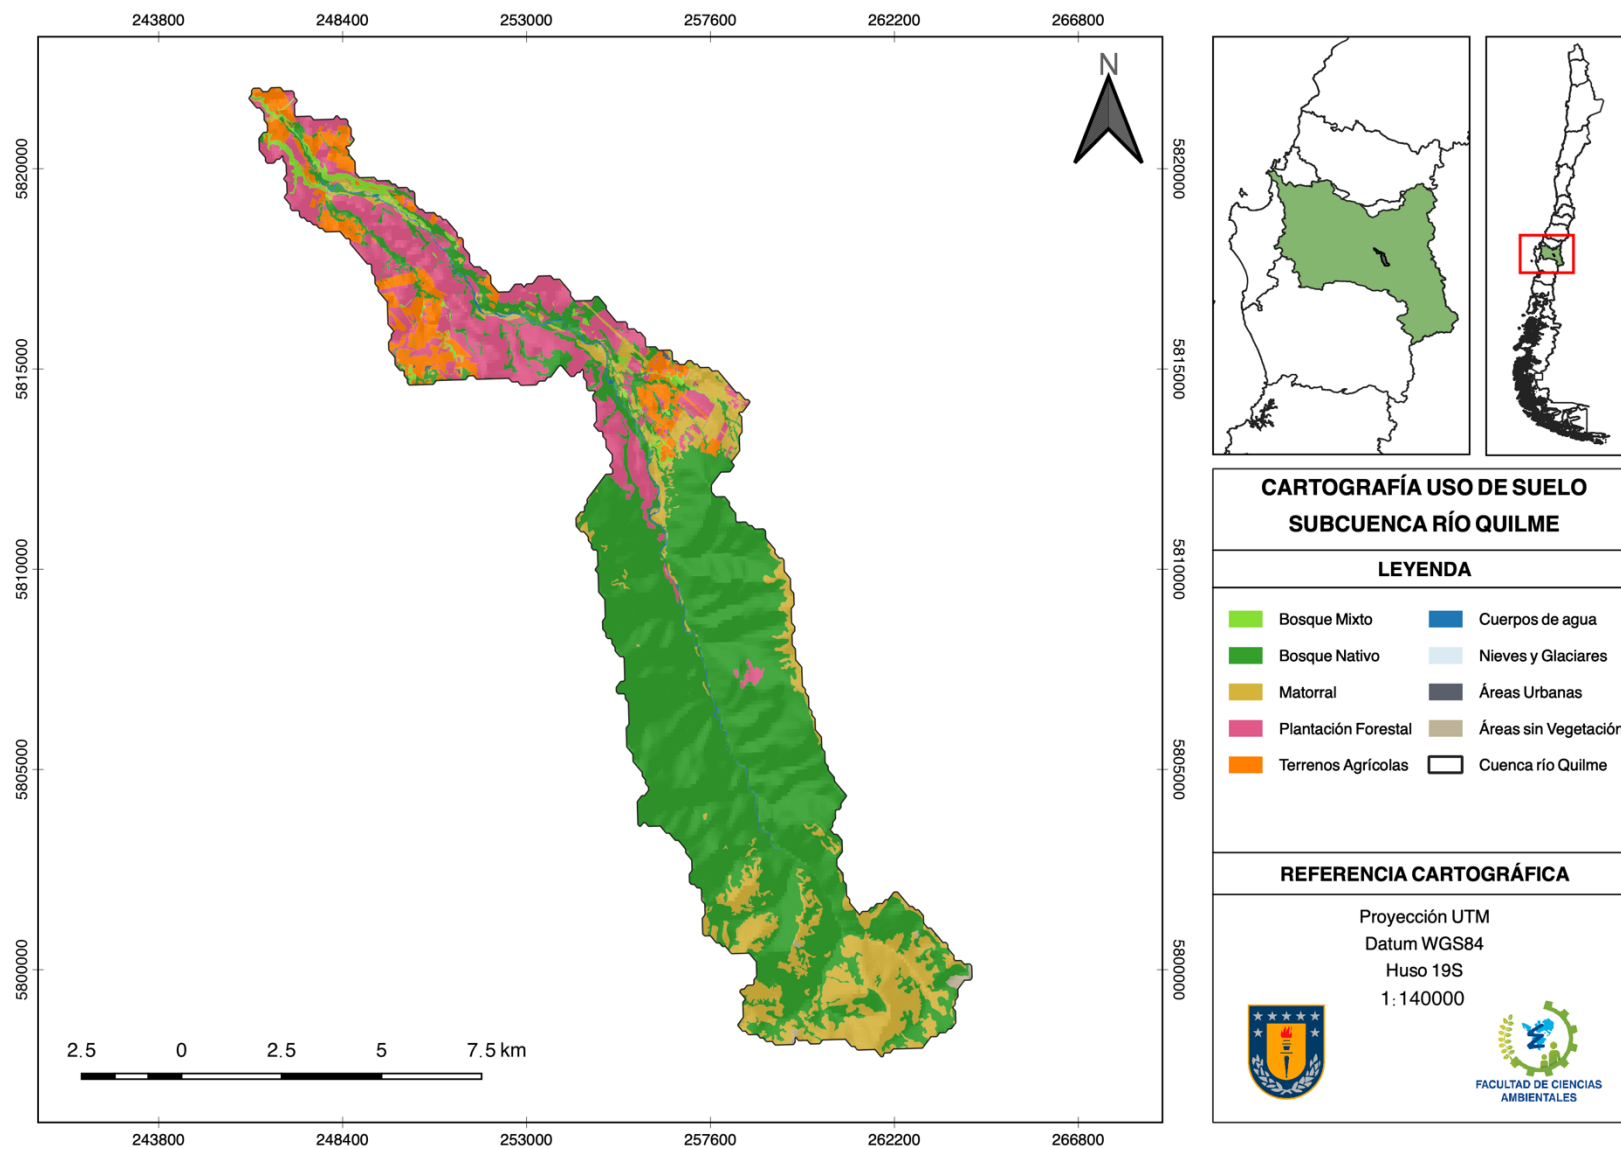 243800 248400 253000 257600 262200 266800
N
5820000 5820000
5815000 5815000
5810000 5810000
5805000 5805000
5800000 5800000
2.5 0 2.5 5 7.5 km
243800 248400 253000 257600 262200 266800
CARTOGRAFÍA USO DE SUELO
SUBCUENCA RÍO QUILME
LEYENDA
Bosque Mixto
Bosque Nativo
Matorral
Plantación Forestal
Terrenos Agrícolas
Cuerpos de agua
Nieves y Glaciares
Áreas Urbanas
Áreas sin Vegetación
Cuenca río Quilme
REFERENCIA CARTOGRÁFICA
Proyección UTM
Datum WGS84
Huso 19S
1:140000
FACULTAD DE CIENCIAS
AMBIENTALES